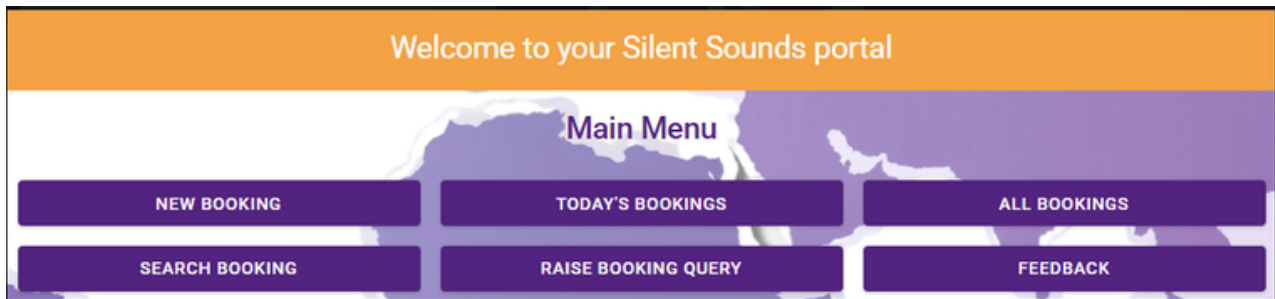 Welcome to your Silent Sounds portal
Main Menu
NEW BOOKING
TODAY'S BOOKINGS
ALL BOOKINGS
SEARCH BOOKING
RAISE BOOKING QUERY
FEEDBACK